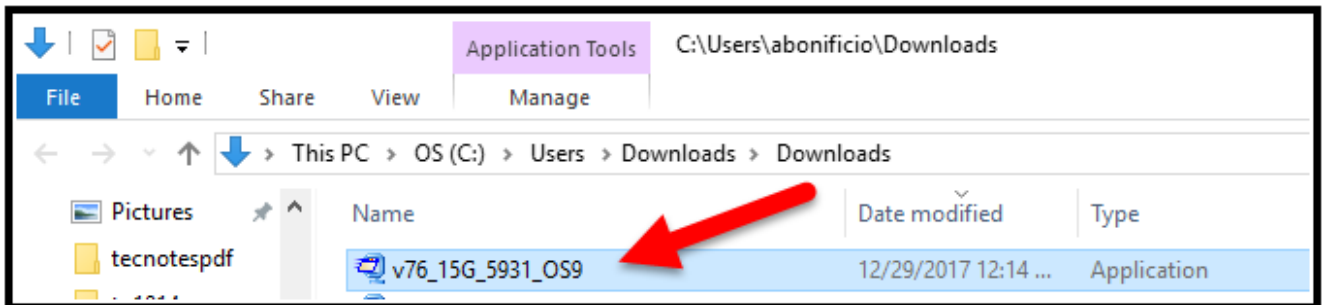 Application Tools C:\Users\abonificio\Downloads
File Home Share View Manage
This PC > OS (C:) > Users > Downloads > Downloads
Pictures Name Date modified Type
tecnotespdf v76_15G_5931_OS9 12/29/2017 12:14 ... Application